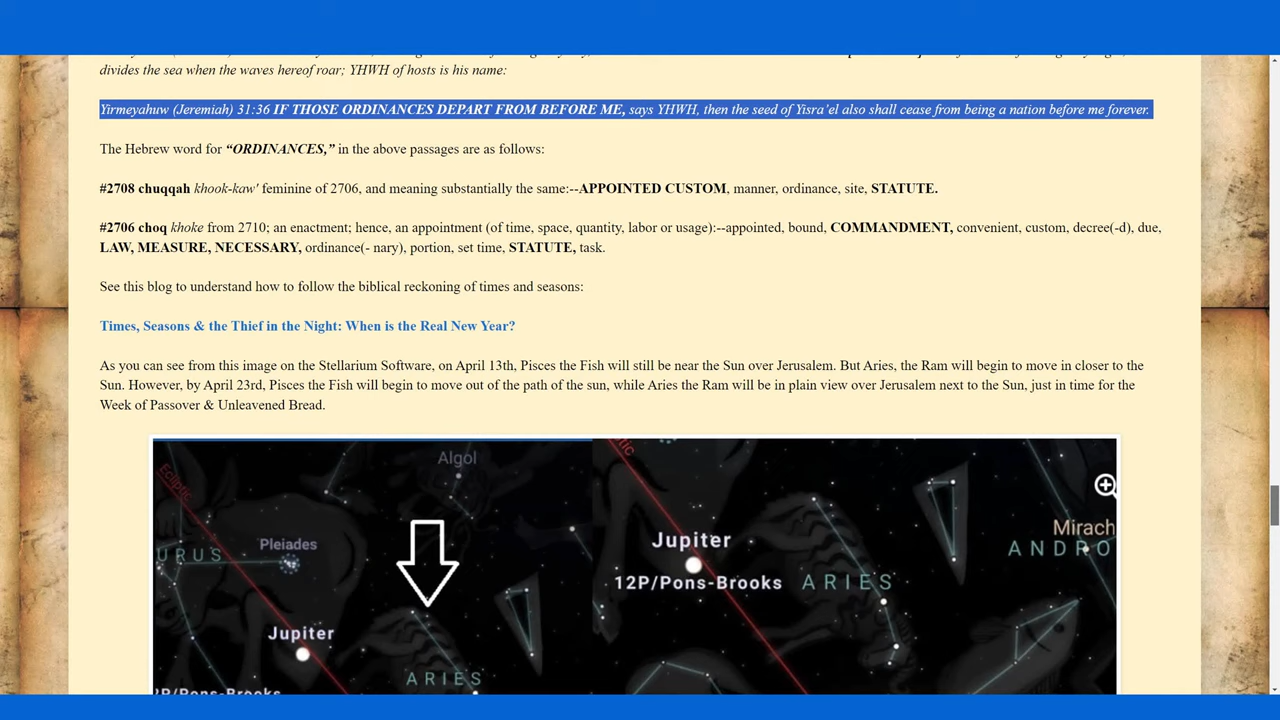 divides the sea when the waves hereof roar; YHWH of hosts is his name:
Yirmeyahuw (Jeremiah) 31:36 IF THOSE ORDINANCES DEPART FROM BEFORE ME, says YHWH, then the seed of Yisra’el also shall cease from being a nation before me forever.
The Hebrew word for “ORDINANCES,” in the above passages are as follows:
#2708 chuqqah khook-kaw' feminine of 2706, and meaning substantially the same:--APPOINTED CUSTOM, manner, ordinance, site, STATUTE.
#2706 choq khoke from 2710; an enactment; hence, an appointment (of time, space, quantity, labor or usage):--appointed, bound, COMMANDMENT, convenient, custom, decree(-d), due,
LAW, MEASURE, NECESSARY, ordinance(- nary), portion, set time, STATUTE, task.
See this blog to understand how to follow the biblical reckoning of times and seasons:
Times, Seasons & the Thief in the Night: When is the Real New Year?
As you can see from this image on the Stellarium Software, on April 13th, Pisces the Fish will still be near the Sun over Jerusalem. But Aries, the Ram will begin to move in closer to the
Sun. However, by April 23rd, Pisces the Fish will begin to move out of the path of the sun, while Aries the Ram will be in plain view over Jerusalem next to the Sun, just in time for the
Week of Passover & Unleavened Bread.
Algol
Ecliptic
URUS
Pleiades
Jupiter
ARIES
2P/Pons-Brooks
tic
Jupiter
12P/Pons-Brooks
ARIES
Mirach
ANDRO